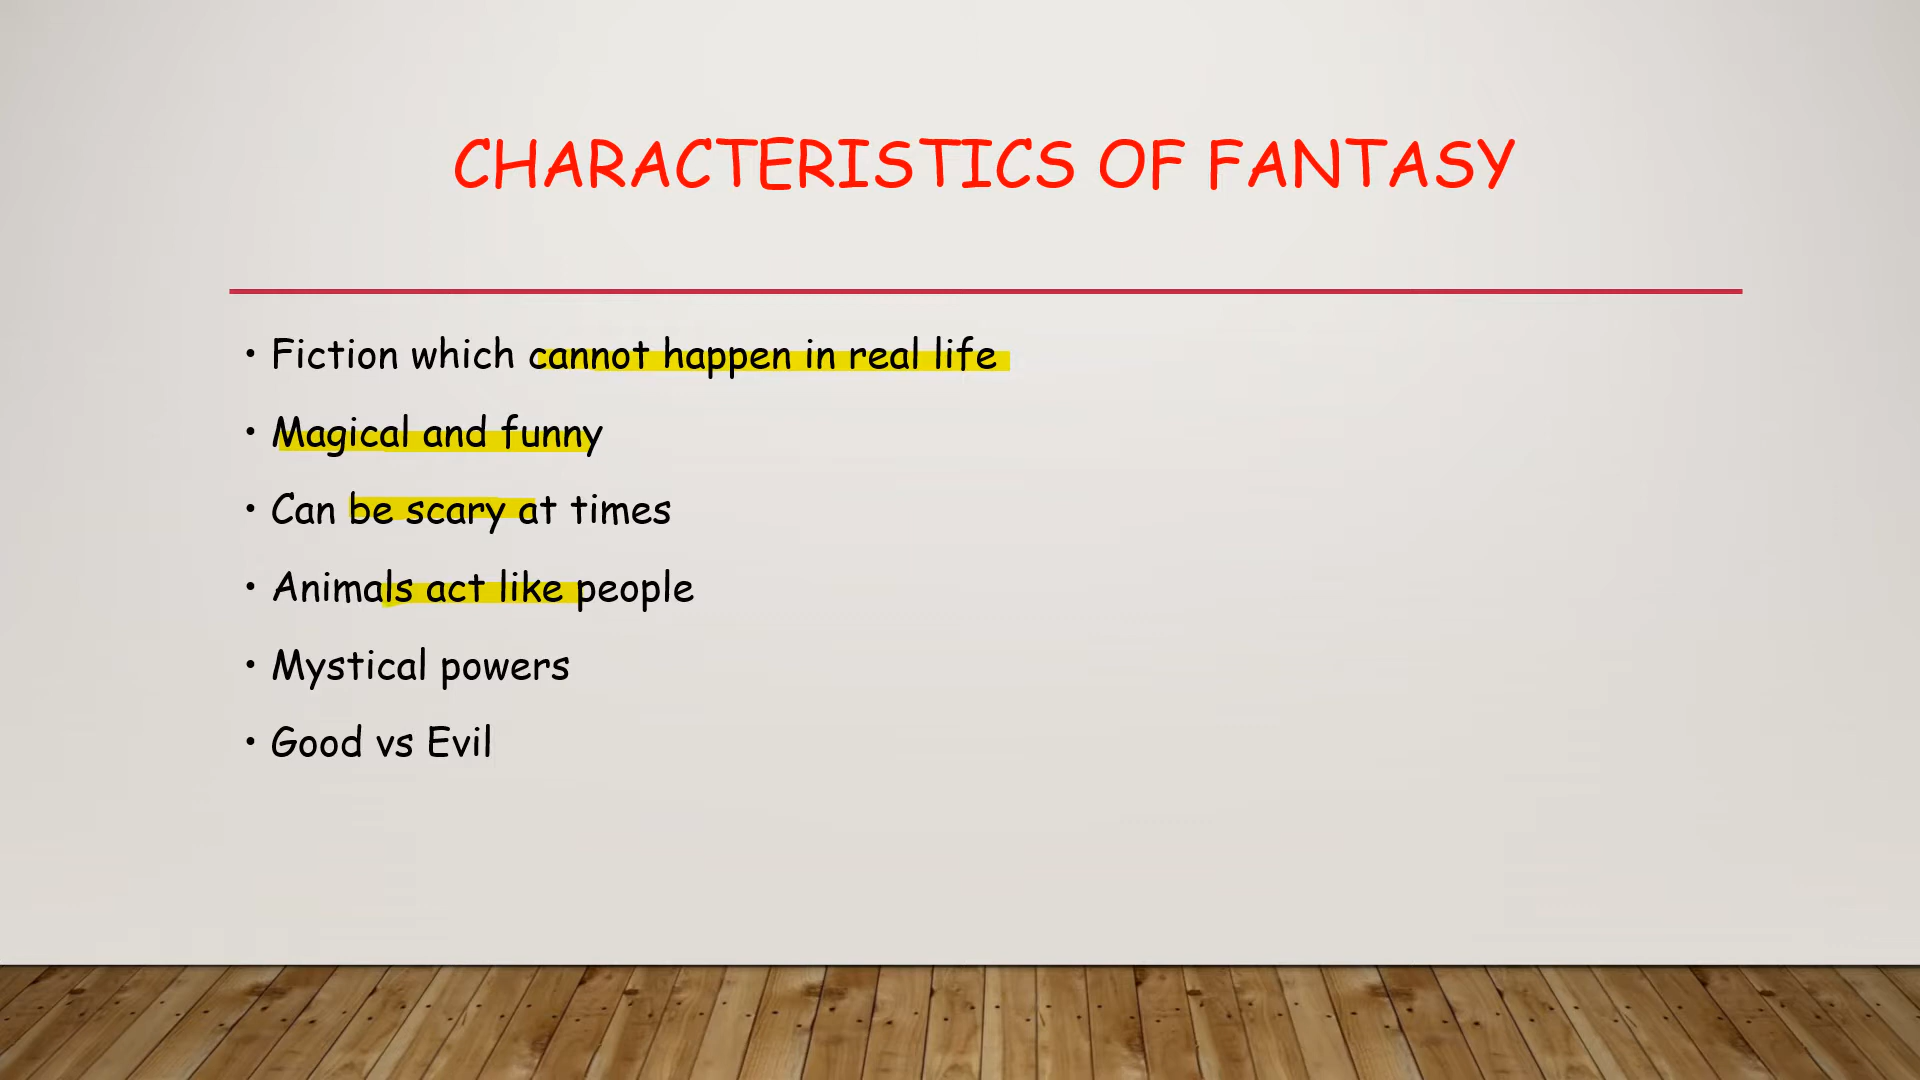 CHARACTERISTICS OF FANTASY
• Fiction which cannot happen in real life
• Magical and funny
• Can be scary at times
• Animals act like people
• Mystical powers
• Good vs Evil